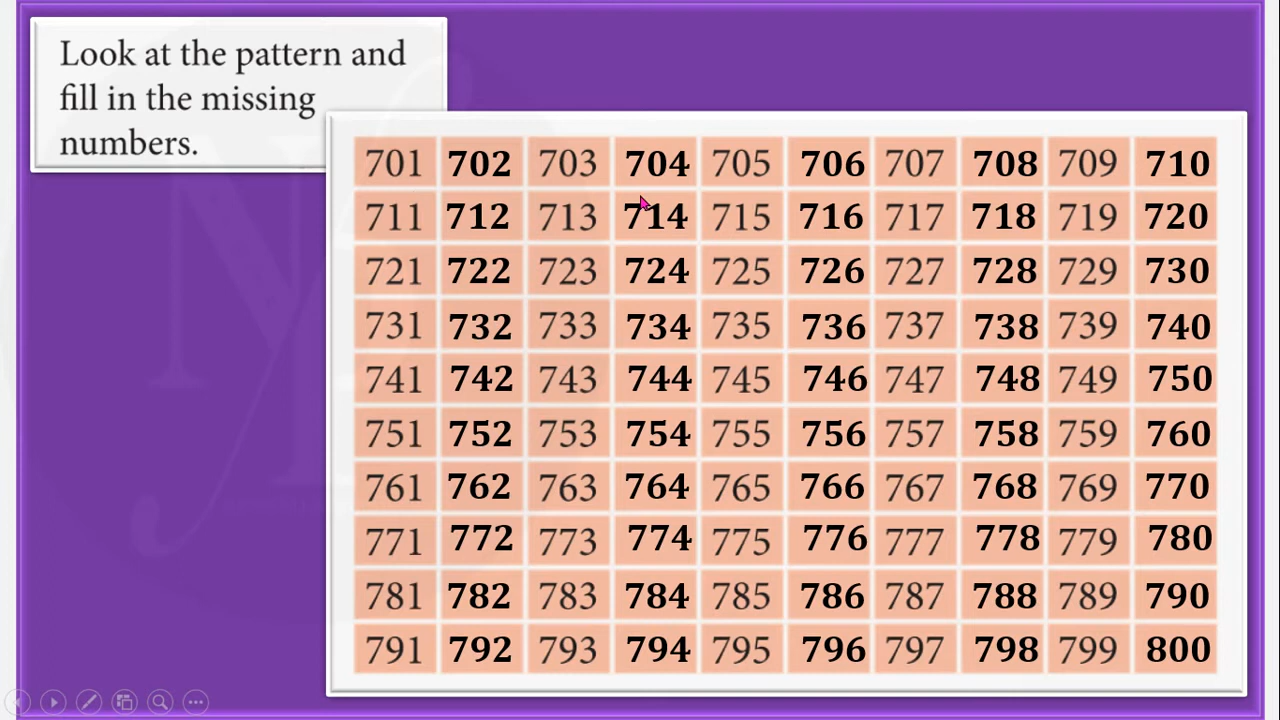 Look at the pattern and
fill in the missing
numbers.
701 702 703 704 705 706 707 708 709 710
711 712 713 714 715 716 717 718 719 720
721 722 723 724 725 726 727 728 729 730
731 732 733 734 735 736 737 738 739 740
741 742 743 744 745 746 747 748 749 750
751 752 753 754 755 756 757 758 759 760
761 762 763 764 765 766 767 768 769 770
771 772 773 774 775 776 777 778 779 780
781 782 783 784 785 786 787 788 789 790
791 792 793 794 795 796 797 798 799 800